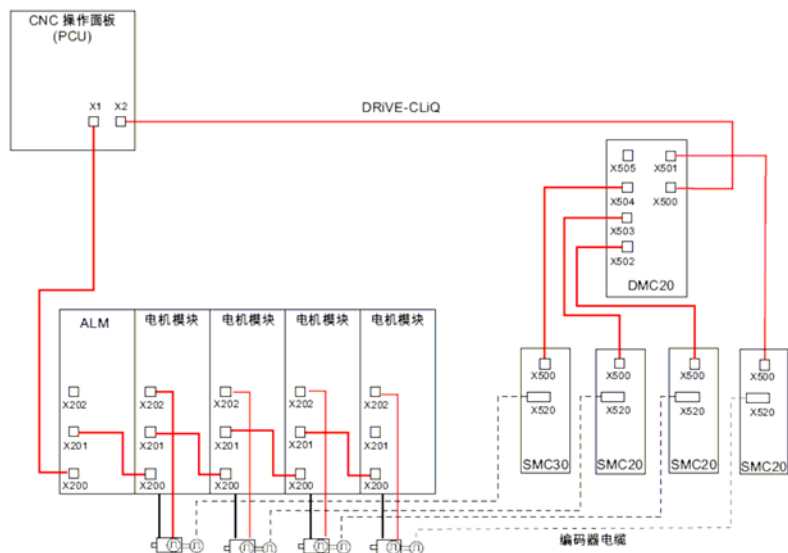 CNC 操作面板
(PCU)
X1 X2
DRiVE-CLiQ
X505 X501
X504 X500
X503
X502
DMC20
ALM 电机模块 电机模块 电机模块 电机模块
X202 X202 X202 X202 X202
X201 X201 X201 X201 X201
X200 X200 X200 X200 X200
X500 X500 X500 X500
X520 X520 X520 X520
SMC30 SMC20 SMC20 SMC20
编码器电缆